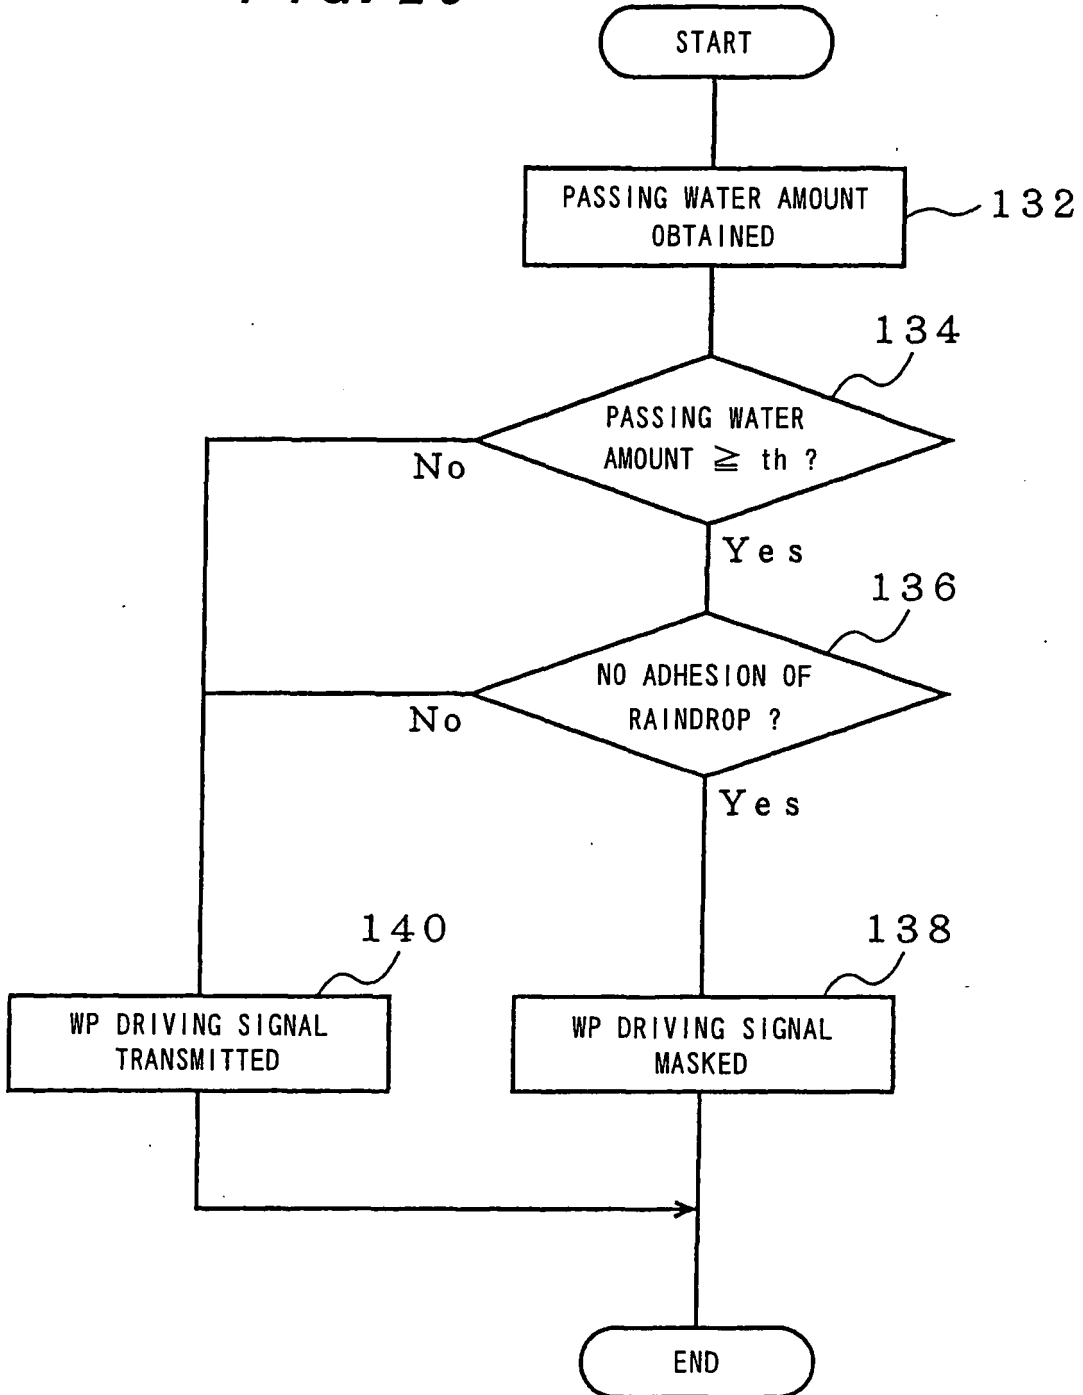 START
PASSING WATER AMOUNT
OBTAINED
132
134
PASSING WATER
AMOUNT ≧ th ?
No
Yes
136
NO ADHESION OF
RAINDROP ?
No
Yes
140
138
WP DRIVING SIGNAL
TRANSMITTED
WP DRIVING SIGNAL
MASKED
END